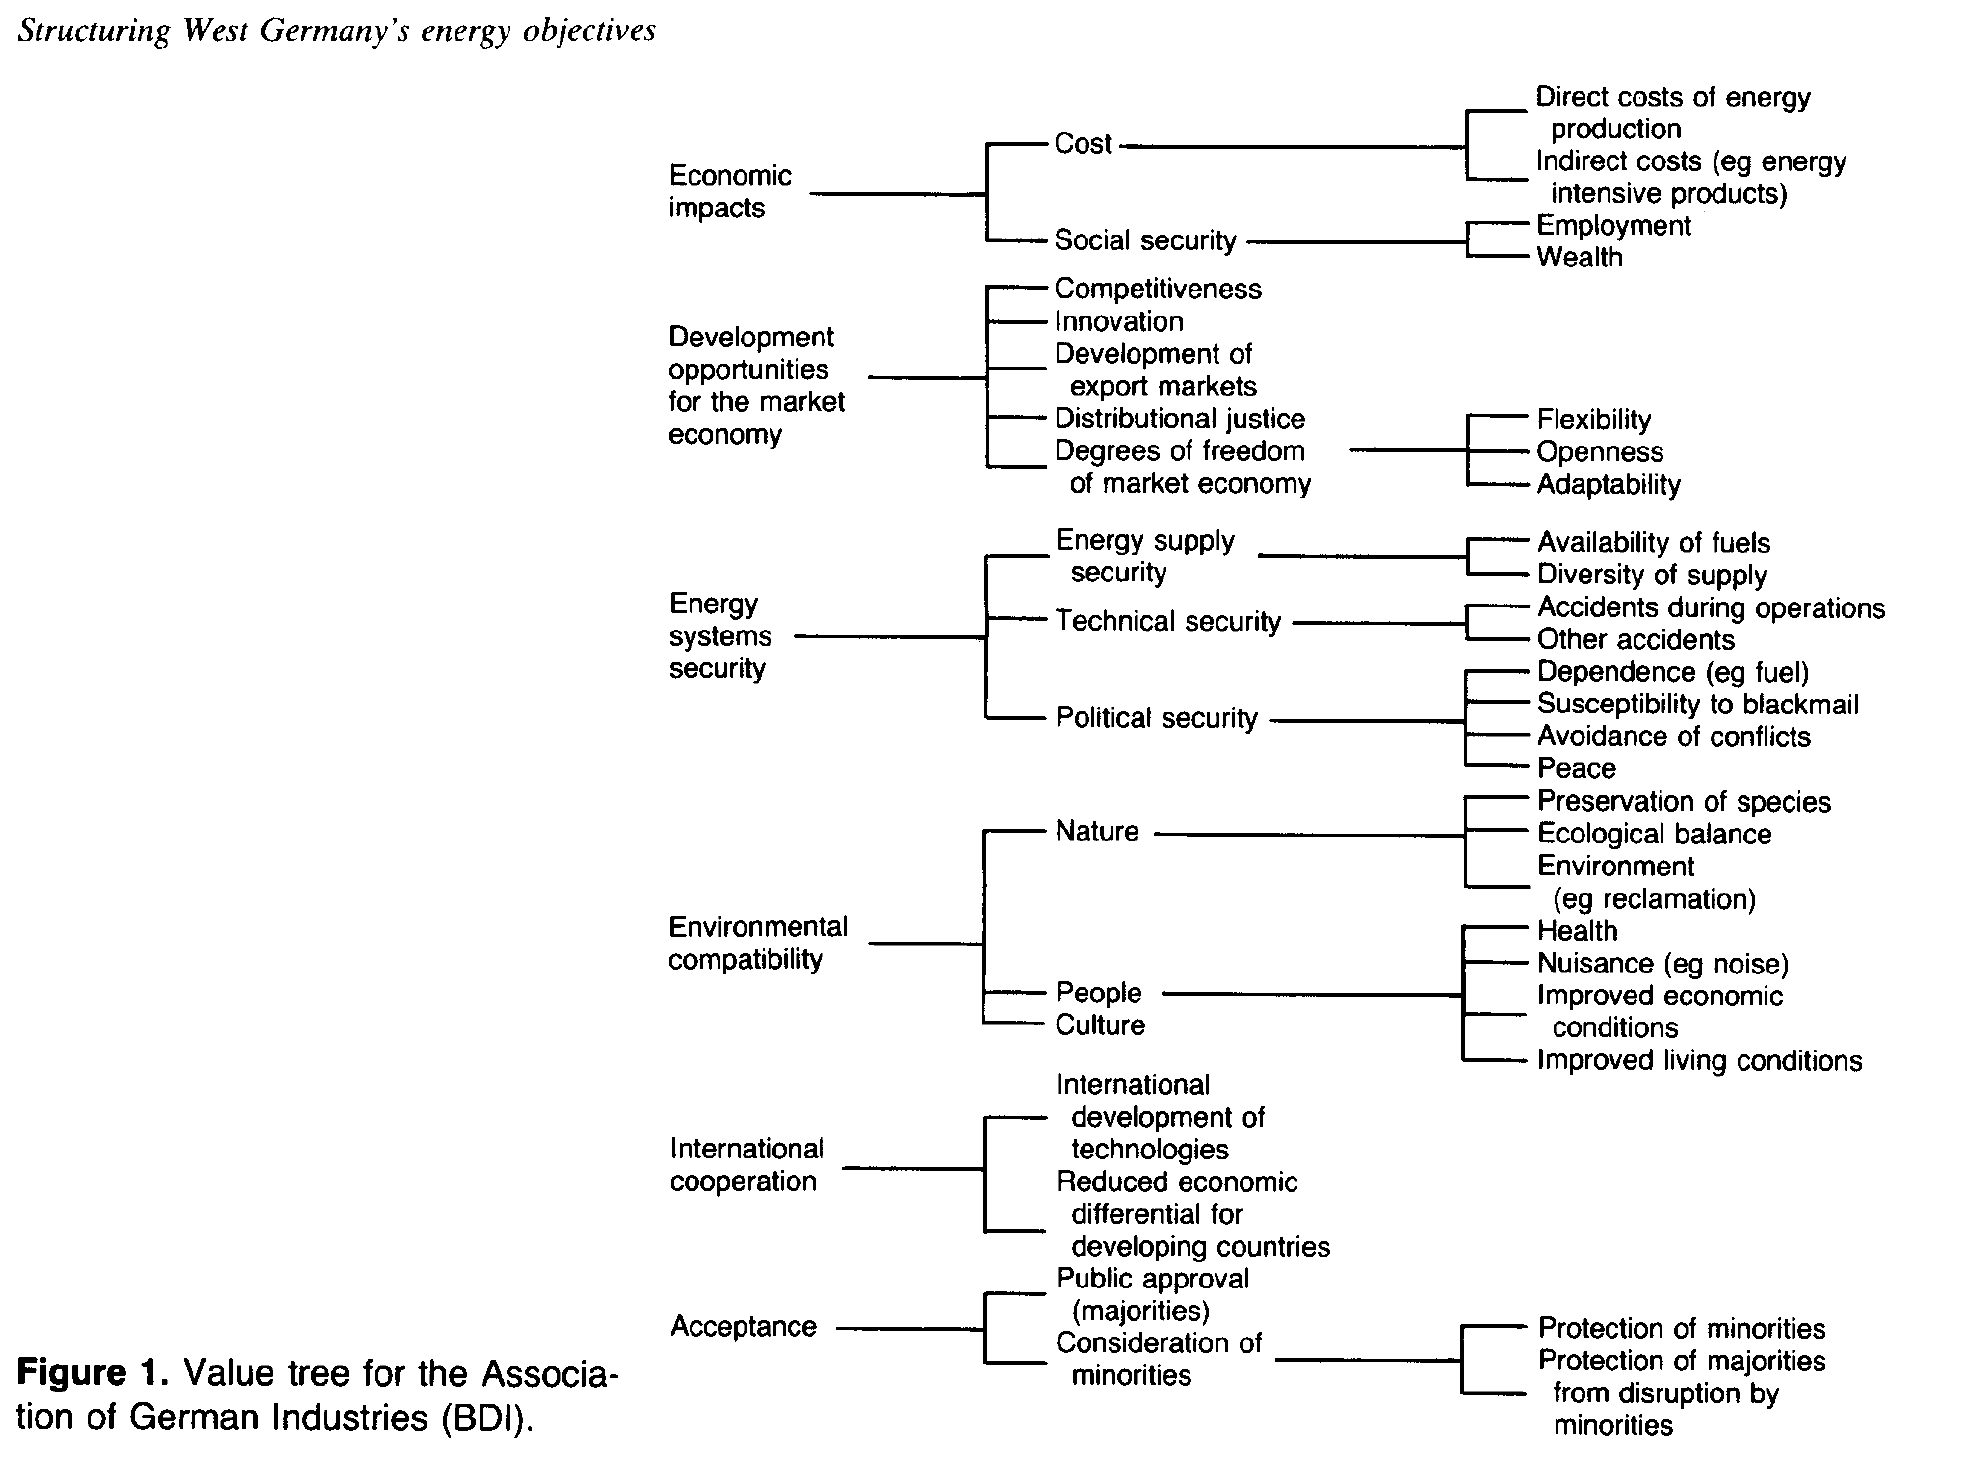 Structuring West Germany's energy objectives
Economic
impacts
Cost
Direct costs of energy
production
Indirect costs (eg energy
intensive products)
Social security
Employment
Wealth
Development
opportunities
for the market
economy
Competitiveness
Innovation
Development of
export markets
Distributional justice
Degrees of freedom
of market economy
Flexibility
Openness
Adaptability
Energy
systems
security
Energy supply
security
Availability of fuels
Diversity of supply
Technical security
Accidents during operations
Other accidents
Political security
Dependence (eg fuel)
Susceptibility to blackmail
Avoidance of conflicts
Peace
Environmental
compatibility
Nature
Preservation of species
Ecological balance
Environment
(eg reclamation)
People
Health
Nuisance (eg noise)
Improved economic
conditions
Improved living conditions
Culture
International
cooperation
International
development of
technologies
Reduced economic
differential for
developing countries
Acceptance
Public approval
(majorities)
Consideration of
minorities
Protection of minorities
Protection of majorities
from disruption by
minorities
Figure 1. Value tree for the Associa-
tion of German Industries (BDI).